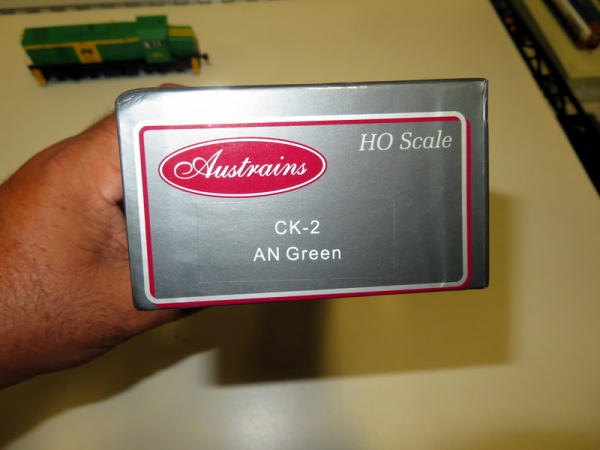 HO Scale
Austrains
CK-2
AN Green